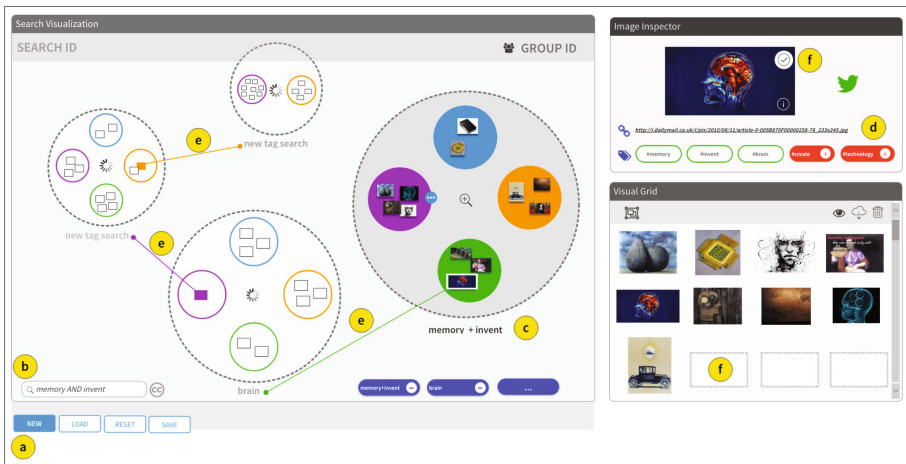 Search Visualization
SEARCH ID
GROUP ID
e
new tag search
new tag search
e
e
memory + invent
c
b
memory AND invent
CC
brain
memory+invent
brain
...
NEW
LOAD
RESET
SAVE
a
Image Inspector
f
i
d
http://i.dailymail.co.uk/i/pix/2010/08/11/article-0-005B870F00000258-78_233x245.jpg
#memory
#invent
#brain
#create
#technology
Visual Grid
f